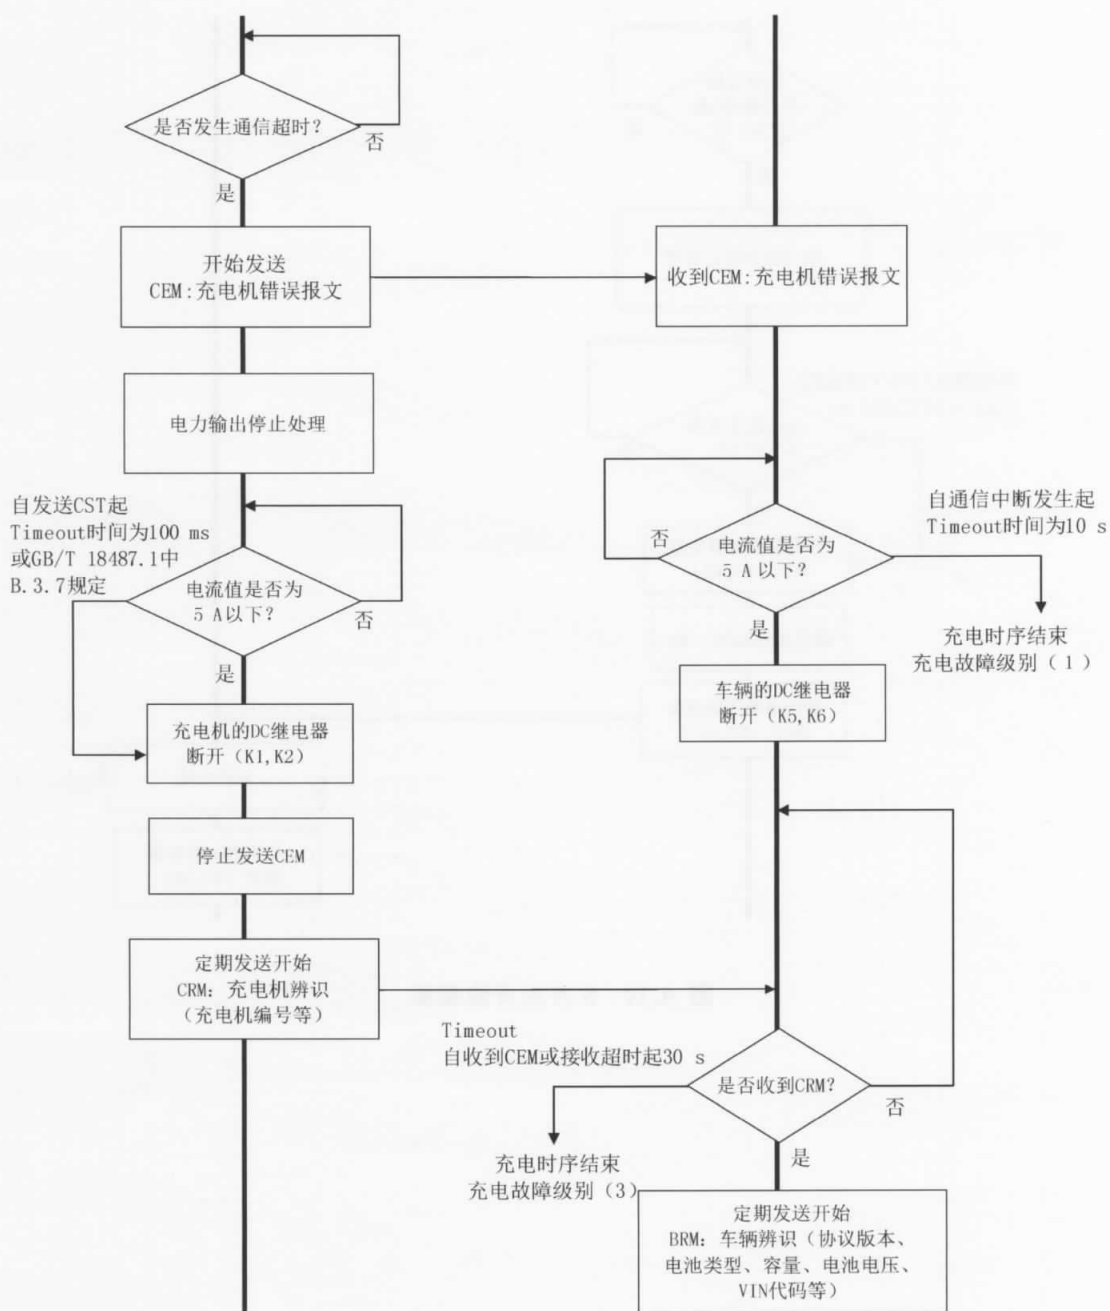 是否发生通信超时?
否
是
开始发送
CEM:充电机错误报文
收到CEM:充电机错误报文
电力输出停止处理
自发送CST起
Timeout时间为100 ms
或GB/T 18487.1中
B.3.7规定
电流值是否为
5 A以下?
否
是
自通信中断发生起
Timeout时间为10 s
否
电流值是否为
5 A以下?
是
充电时序结束
充电故障级别（1）
充电机的DC继电器
断开（K1,K2）
车辆的DC继电器
断开（K5,K6）
停止发送CEM
定期发送开始
CRM：充电机辨识
（充电机编号等）
Timeout
自收到CEM或接收超时起30 s
是否收到CRM?
否
是
充电时序结束
充电故障级别（3）
定期发送开始
BRM：车辆辨识（协议版本、
电池类型、容量、电池电压、
VIN代码等）